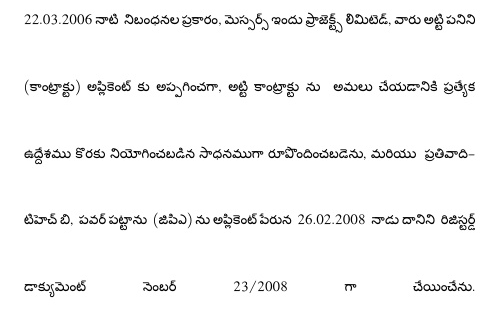 22.03.2006 నాటి నిబంధనల ప్రకారం, మెస్సర్స్ ఇందు ప్రాజెక్ట్స్ లిమిటెడ్, వారు అట్టి పనిని
(కాంట్రాక్టు) అప్లికెంట్ కు అప్పగించగా, అట్టి కాంట్రాక్టు ను అమలు చేయడానికి ప్రత్యేక
ఉద్దేశము కొరకు నియోగించబడిన సాధనముగా రూపొందించబడెను, మరియు ప్రతివాది-
టిహెచ్ బి, పవర్ పట్టాను (జిపిఎ) ను అప్లికెంట్ పేరున 26.02.2008 నాడు దానిని రిజిస్టర్డ్
డాక్యుమెంట్ నెంబర్ 23/2008 గా చేయించేను.